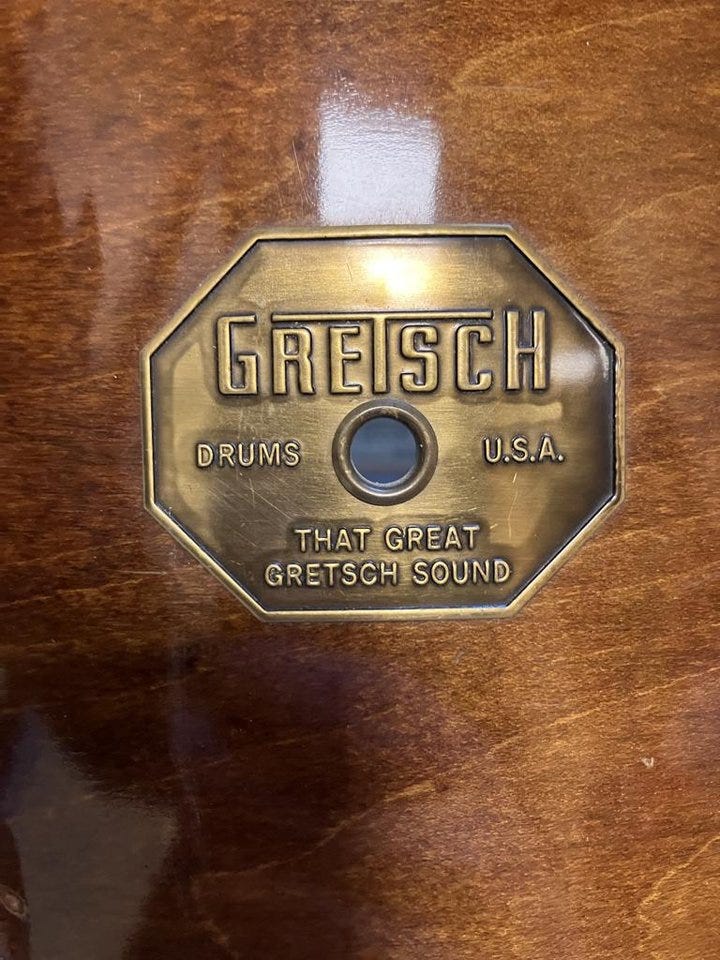 GRETSCH
DRUMS U.S.A.
THAT GREAT
GRETSCH SOUND